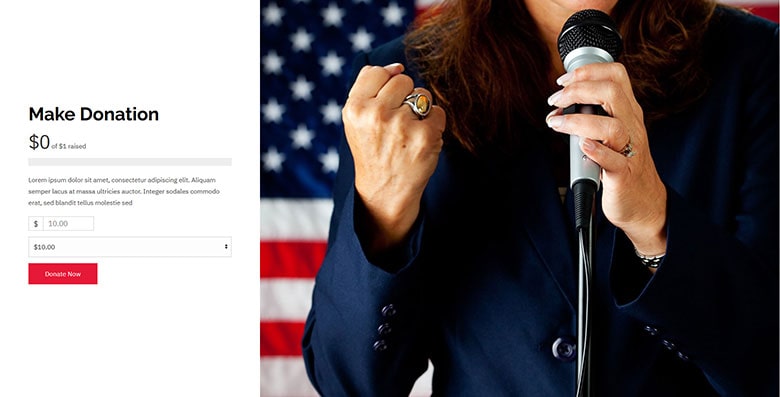 Make Donation
$0 of $1 raised
Lorem ipsum dolor sit amet, consectetur adipiscing elit. Aliquam
semper lacus at massa ultricies auctor. Integer sodales commodo
erat, sed blandit tellus molestie sed
$ 10.00
$10.00
Donate Now